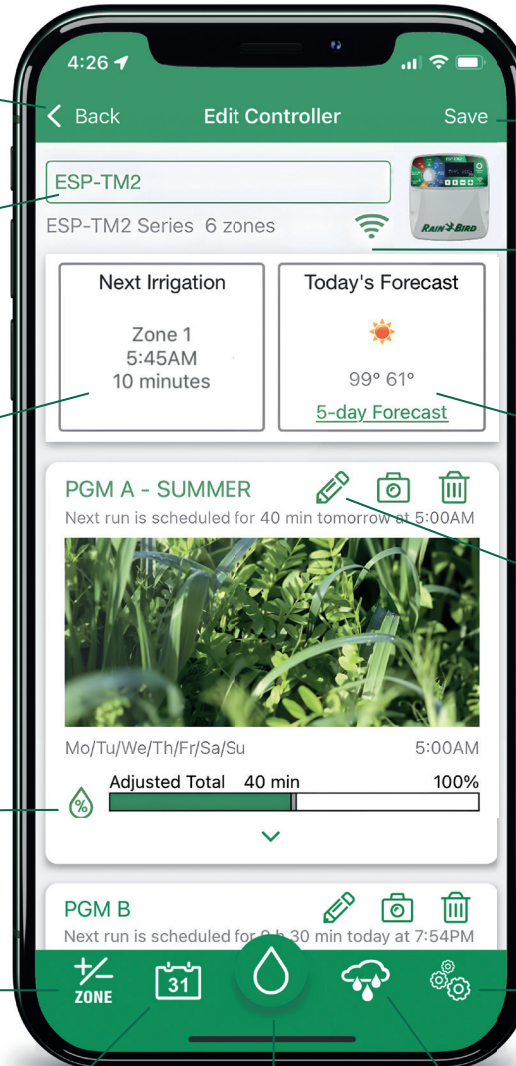 4:26
Back Edit Controller Save
ESP-TM2
ESP-TM2 Series 6 zones
RAIN BIRD
Next Irrigation
Zone 1
5:45AM
10 minutes
Today's Forecast
99° 61°
5-day Forecast
PGM A - SUMMER
Next run is scheduled for 40 min tomorrow at 5:00AM
Mo/Tu/We/Th/Fr/Sa/Su 5:00AM
Adjusted Total 40 min 100%
%
PGM B
Next run is scheduled for 30 min today at 7:54PM
+/-
ZONE
31